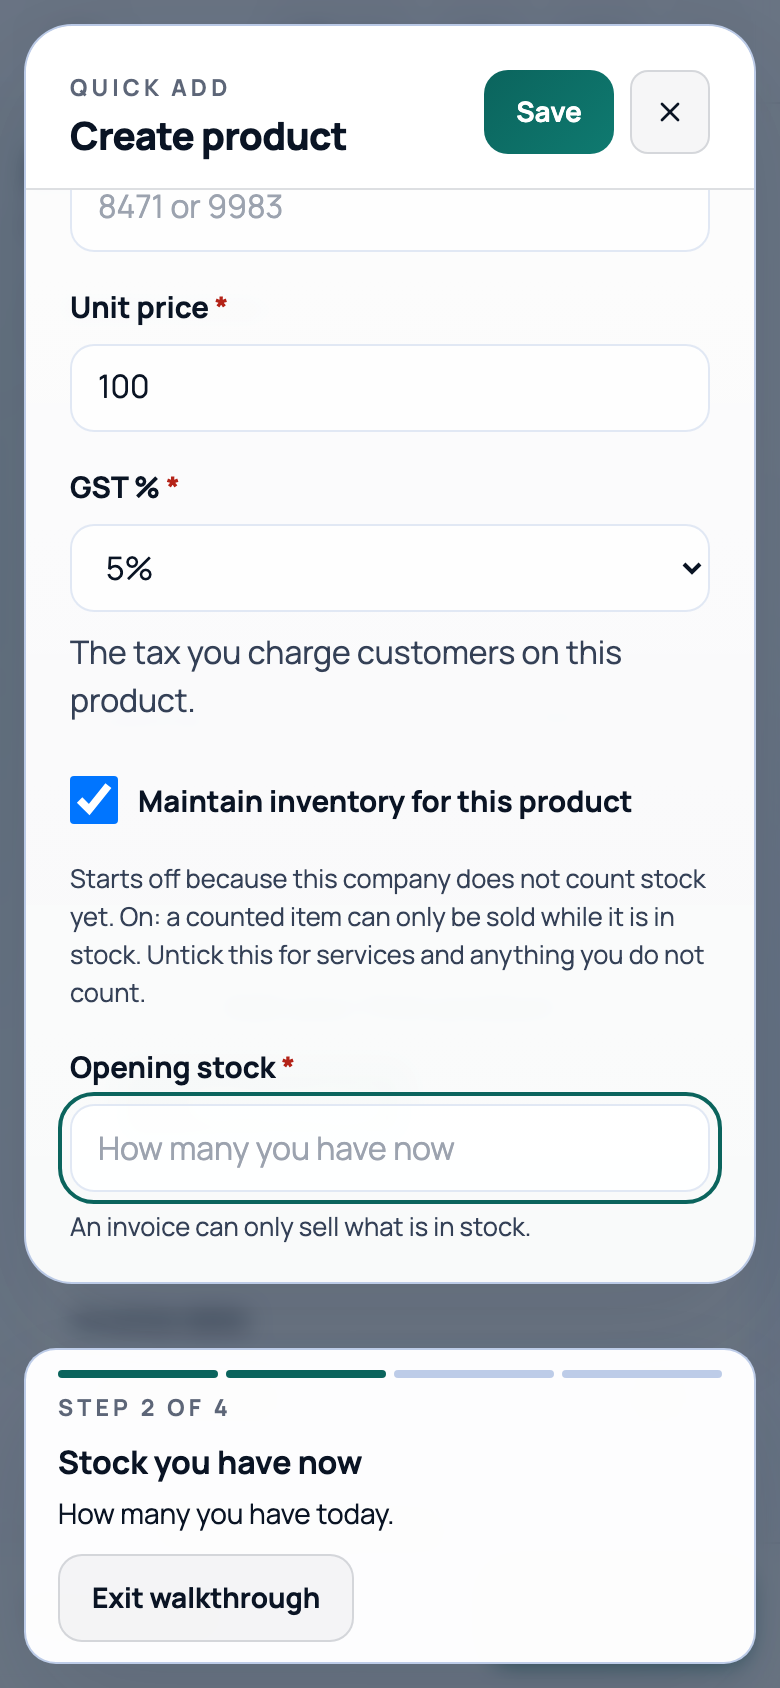 QUICK ADD
Create product
Save
8471 or 9983
Unit price *
100
GST % *
5%
The tax you charge customers on this
product.
Maintain inventory for this product
Starts off because this company does not count stock
yet. On: a counted item can only be sold while it is in
stock. Untick this for services and anything you do not
count.
Opening stock *
How many you have now
An invoice can only sell what is in stock.
STEP 2 OF 4
Stock you have now
How many you have today.
Exit walkthrough